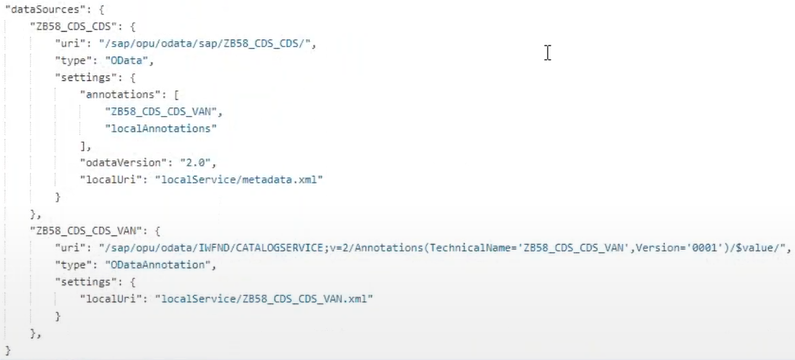 "dataSources": {
"ZB58_CDS_CDS": {
"uri": "/sap/opu/odata/sap/ZB58_CDS_CDS/",
"type": "OData",
"settings": {
"annotations": [
"ZB58_CDS_CDS_VAN",
"localAnnotations"
],
"odataVersion": "2.0",
"localUri": "localService/metadata.xml"
}
},
"ZB58_CDS_CDS_VAN": {
"uri": "/sap/opu/odata/IWFND/CATALOGSERVICE;v=2/Annotations(TechnicalName='ZB58_CDS_CDS_VAN',Version='0001')/$value/",
"type": "ODataAnnotation",
"settings": {
"localUri": "localService/ZB58_CDS_CDS_VAN.xml"
}
},
}